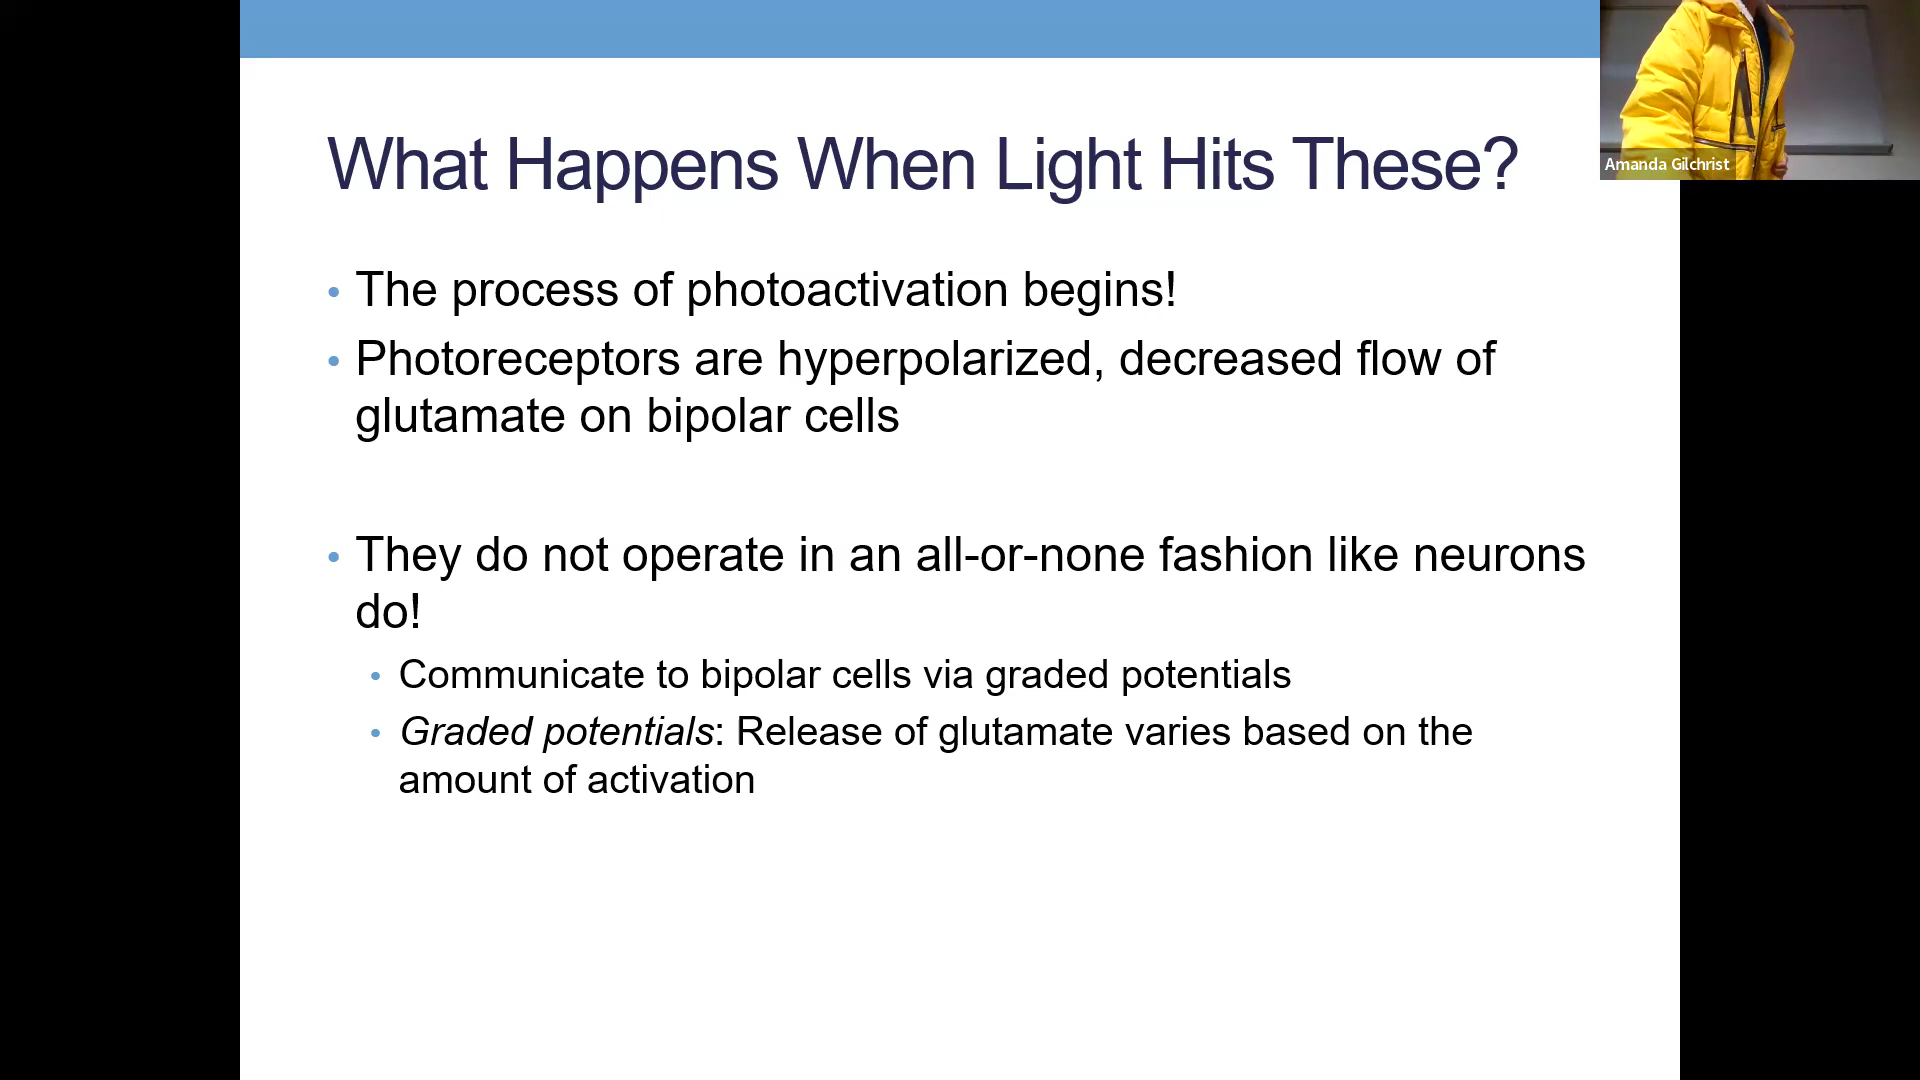 What Happens When Light Hits These?
• The process of photoactivation begins!
• Photoreceptors are hyperpolarized, decreased flow of
glutamate on bipolar cells
• They do not operate in an all-or-none fashion like neurons
do!
• Communicate to bipolar cells via graded potentials
• Graded potentials: Release of glutamate varies based on the
amount of activation
Amanda Gilchrist